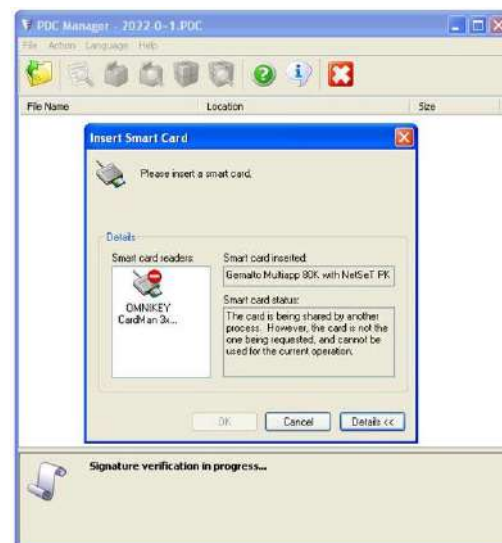 PDC Manager - 2022-0-1.PDC
File Action Language Help
File Name Location Size
Insert Smart Card
Please insert a smart card.
Details
Smart card readers: Smart card inserted:
Gemalto Multiapp 80K with NetSeT PK
Smart card status:
OMNIKEY
CardMan 3x...
The card is being shared by another
process. However, the card is not the
one being requested, and cannot be
used for the current operation.
OK Cancel Details <<
Signature verification in progress...